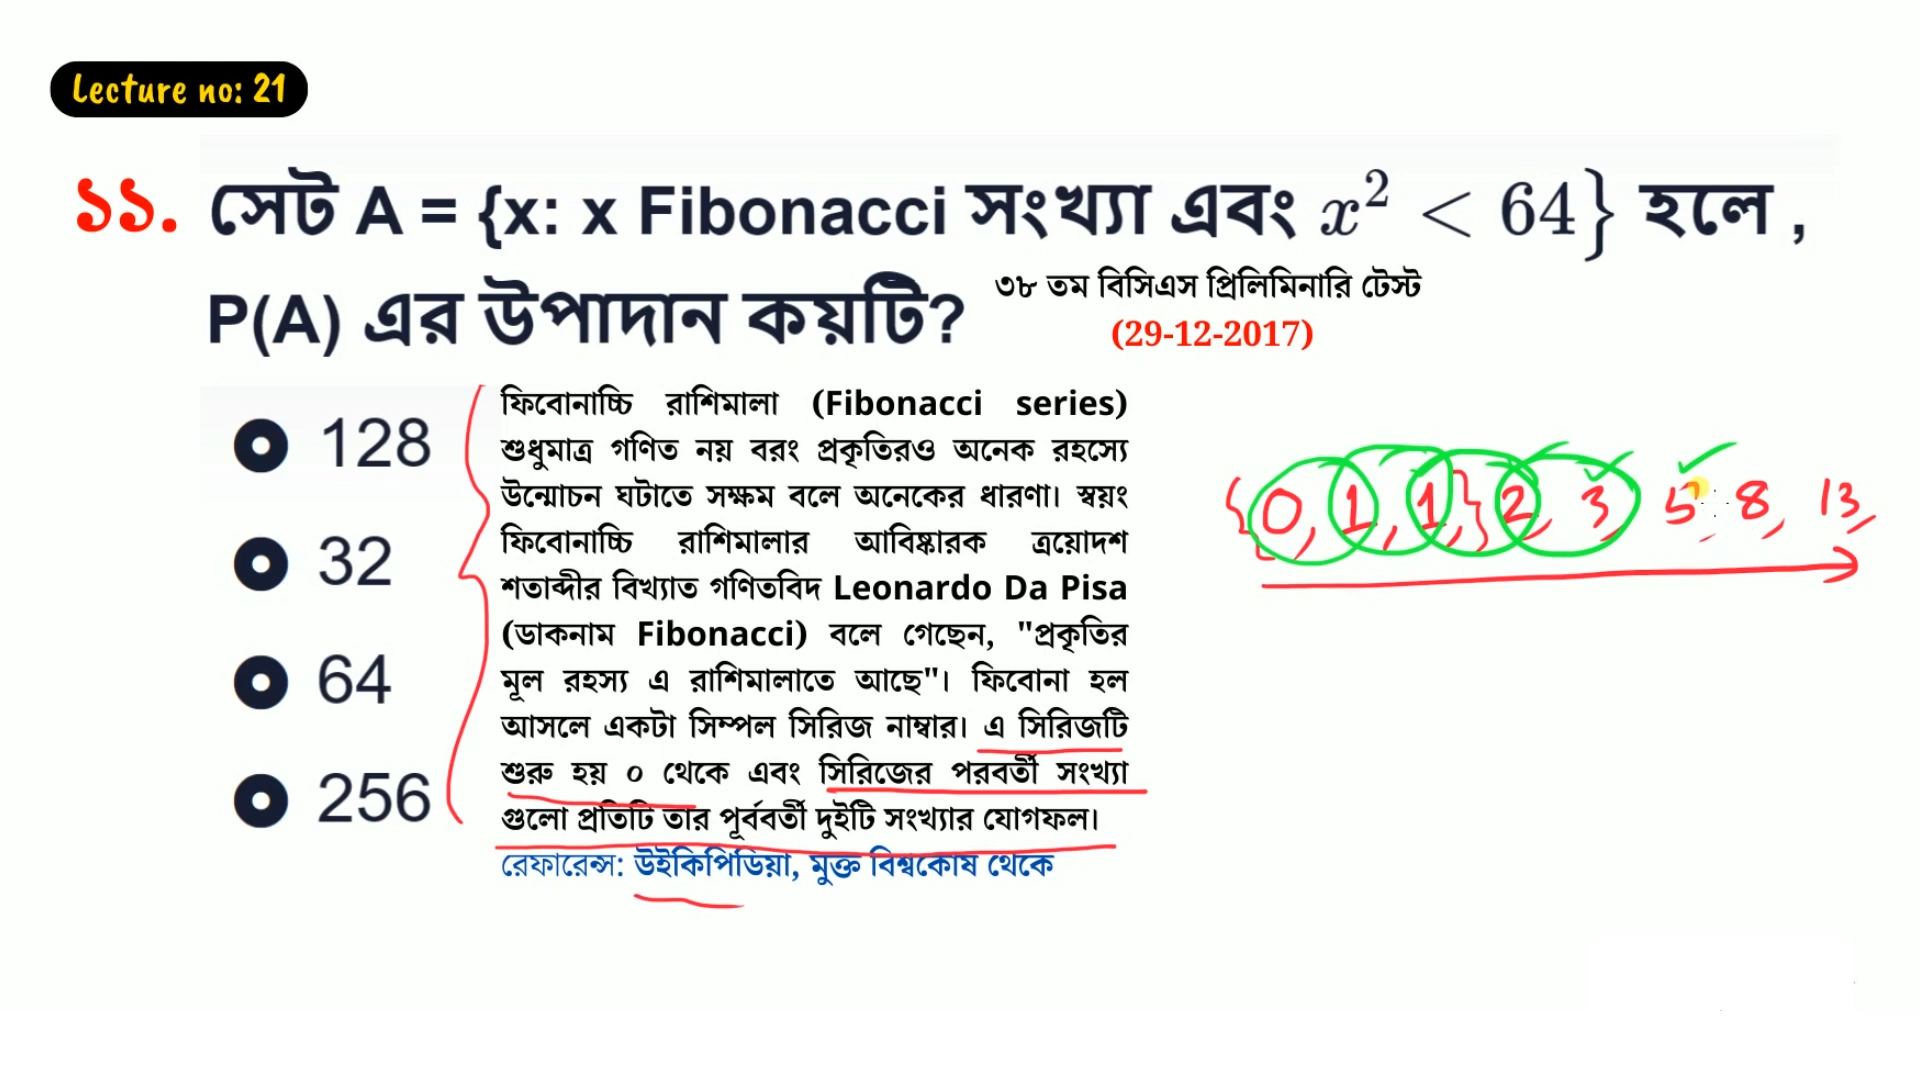 Lecture no: 21
১১. সেট A = {x: x Fibonacci সংখ্যা এবং x² < 64} হলে ,
P(A) এর উপাদান কয়টি?
৩৮ তম বিসিএস প্রিলিমিনারি টেস্ট
(29-12-2017)
128
32
64
256
ফিবোনাচ্চি রাশিমালা (Fibonacci series)
শুধুমাত্র গণিত নয় বরং প্রকৃতিরও অনেক রহস্যে
উন্মোচন ঘটাতে সক্ষম বলে অনেকের ধারণা। স্বয়ং
ফিবোনাচ্চি রাশিমালার আবিষ্কারক ত্রয়োদশ
শতাব্দীর বিখ্যাত গণিতবিদ Leonardo Da Pisa
(ডাকনাম Fibonacci) বলে গেছেন, "প্রকৃতির
মূল রহস্য এ রাশিমালাতে আছে"। ফিবোনা হল
আসলে একটা সিম্পল সিরিজ নাম্বার। এ সিরিজটি
শুরু হয় ০ থেকে এবং সিরিজের পরবর্তী সংখ্যা
গুলো প্রতিটি তার পূর্ববর্তী দুইটি সংখ্যার যোগফল।
রেফারেন্স: উইকিপিডিয়া, মুক্ত বিশ্বকোষ থেকে
{0, 1, 1,} 2, 3, 5, 8, 13,